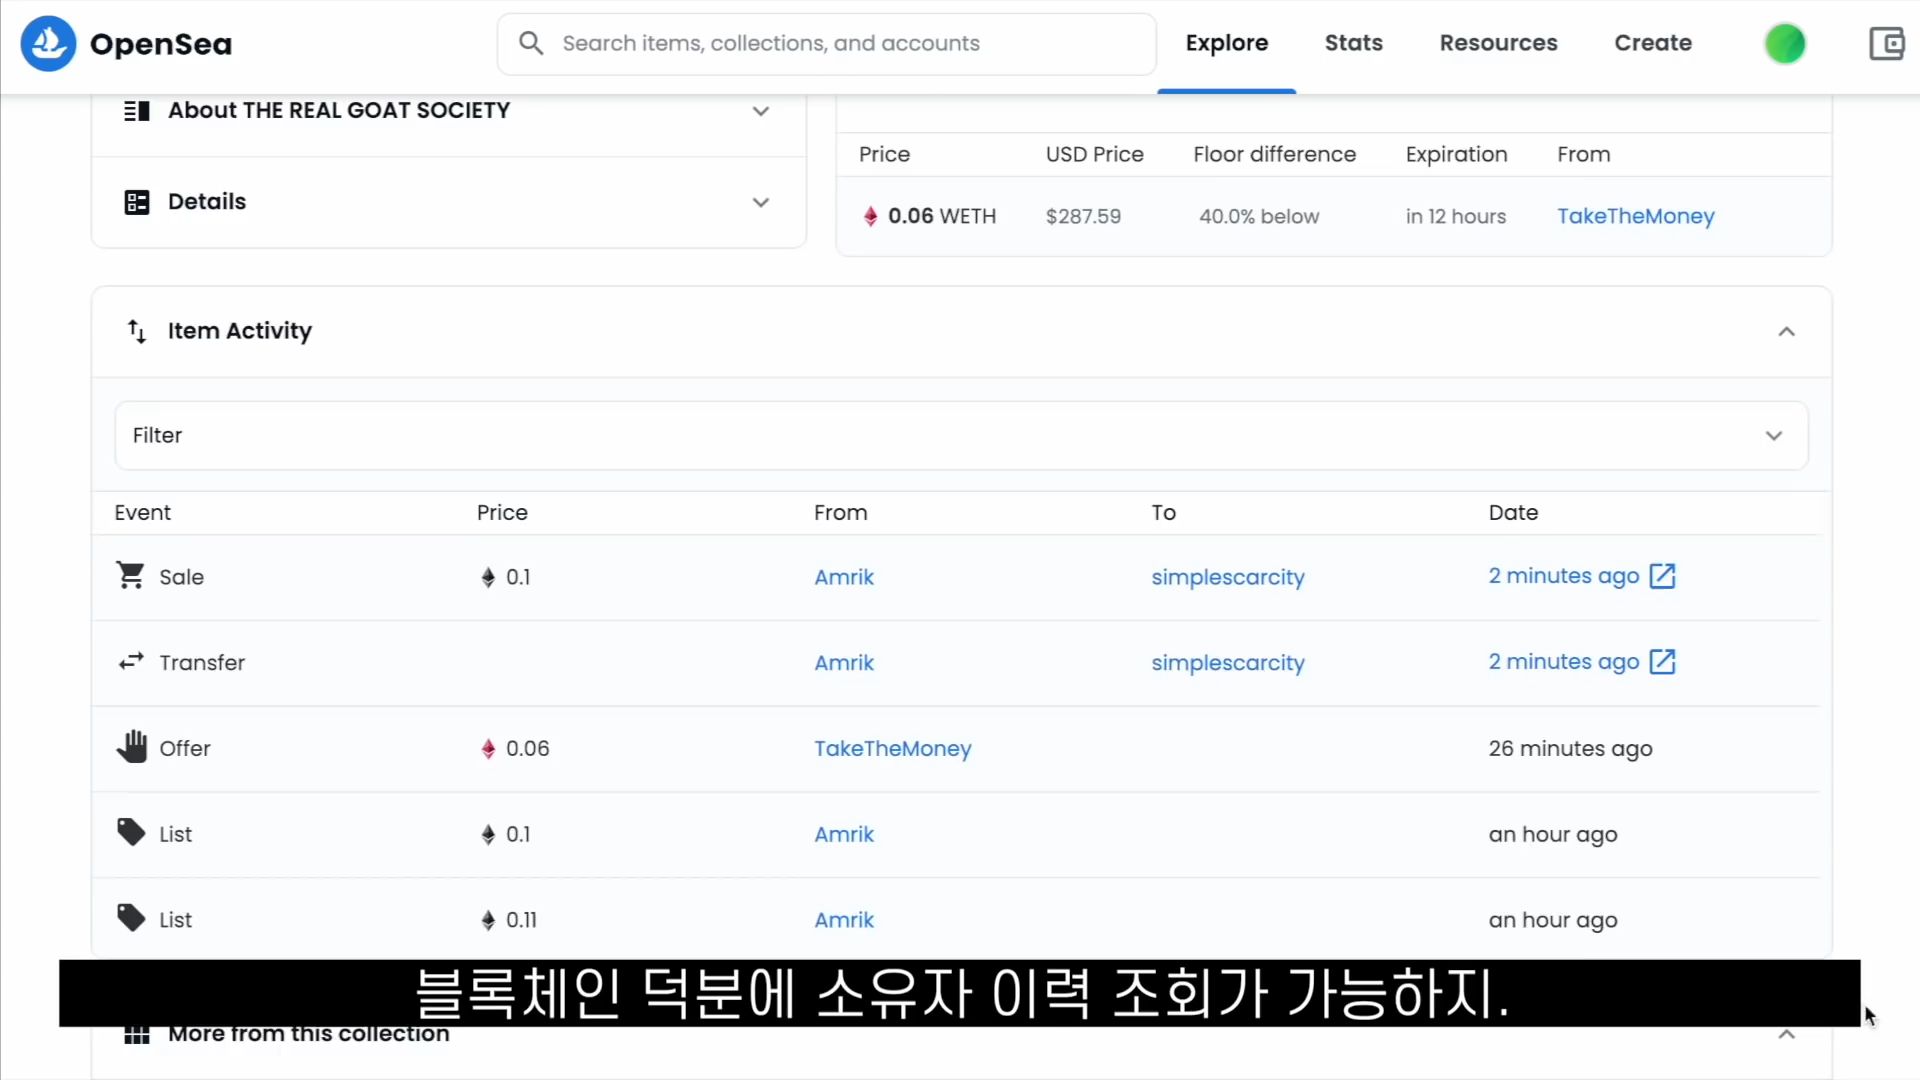 OpenSea
Search items, collections, and accounts
Explore Stats Resources Create
About THE REAL GOAT SOCIETY
Details
Price USD Price Floor difference Expiration From
0.06 WETH $287.59 40.0% below in 12 hours TakeTheMoney
Item Activity
Filter
Event Price From To Date
Sale 0.1 Amrik simplescarcity 2 minutes ago
Transfer Amrik simplescarcity 2 minutes ago
Offer 0.06 TakeTheMoney 26 minutes ago
List 0.1 Amrik an hour ago
List 0.11 Amrik an hour ago
블록체인 덕분에 소유자 이력 조회가 가능하지.
More from this collection